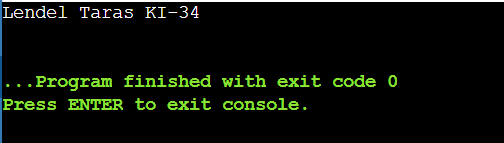 Lendel Taras KI-34
...Program finished with exit code 0
Press ENTER to exit console.